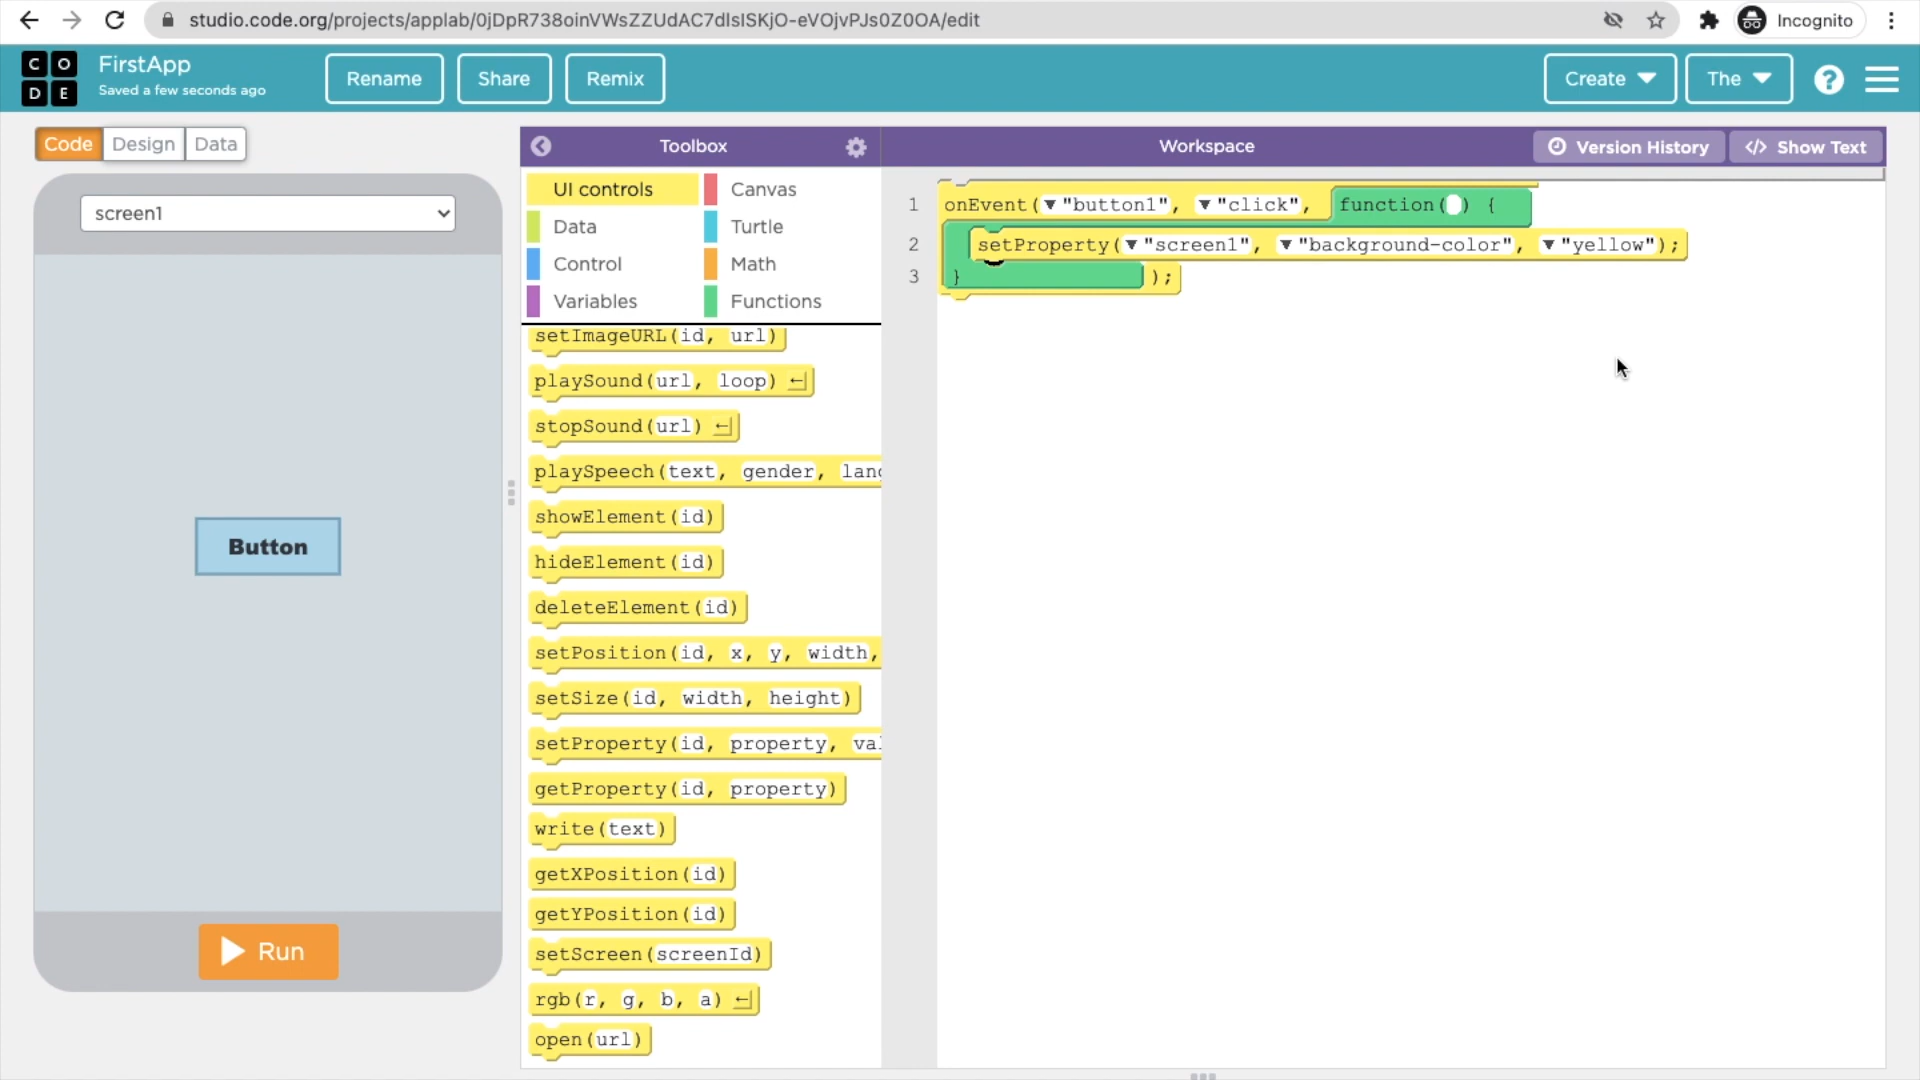 studio.code.org/projects/applab/0jDpR738oinVWsZZUdAC7dIsISKjO-eVOjvPJs0Z0OA/edit
Incognito
C O
D E
FirstApp
Saved a few seconds ago
Rename
Share
Remix
Create
The
?
Code
Design
Data
Toolbox
Workspace
Version History
</> Show Text
screen1
Button
Run
UI controls
Canvas
Data
Turtle
Control
Math
Variables
Functions
setImageURL(id, url)
playSound(url, loop)
stopSound(url)
playSpeech(text, gender, lang
showElement(id)
hideElement(id)
deleteElement(id)
setPosition(id, x, y, width,
setSize(id, width, height)
setProperty(id, property, val
getProperty(id, property)
write(text)
getXPosition(id)
getYPosition(id)
setScreen(screenId)
rgb(r, g, b, a)
open(url)
1 onEvent(▼"button1", ▼"click", function( ) {
2 setProperty(▼"screen1", ▼"background-color", ▼"yellow");
3 } );